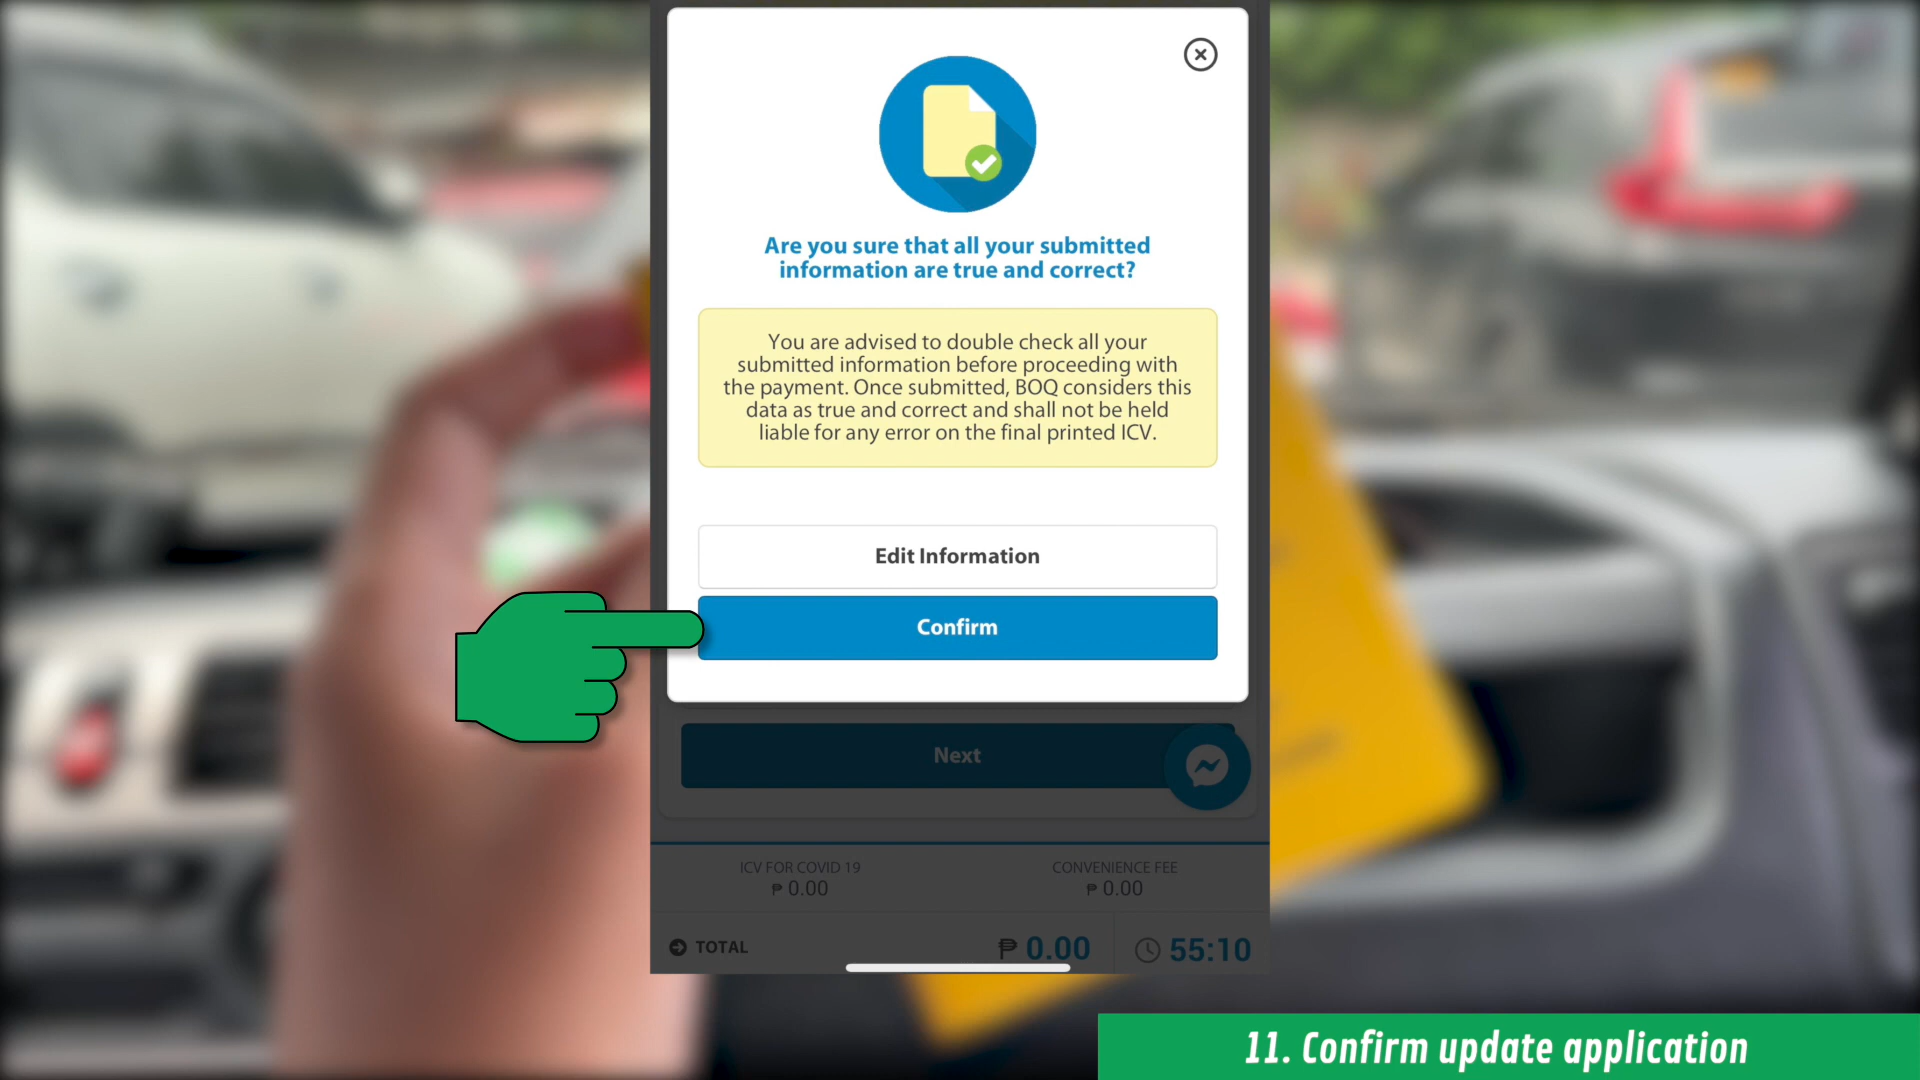 Are you sure that all your submitted
information are true and correct?
You are advised to double check all your
submitted information before proceeding with
the payment. Once submitted, BOQ considers this
data as true and correct and shall not be held
liable for any error on the final printed ICV.
Edit Information
Confirm
Next
ICV FOR COVID 19
₱ 0.00
CONVENIENCE FEE
₱ 0.00
TOTAL
₱ 0.00
55:10
11. Confirm update application